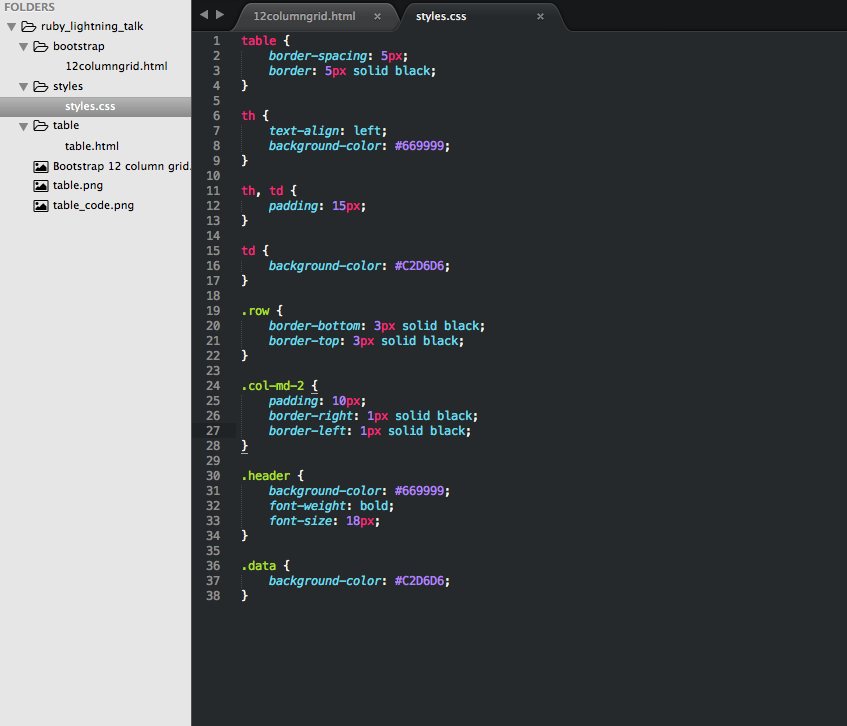 FOLDERS
ruby_lightning_talk
bootstrap
12columngrid.html
styles
styles.css
table
table.html
Bootstrap 12 column grid.
table.png
table_code.png
12columngrid.html ×
styles.css ×
1 table {
2 border-spacing: 5px;
3 border: 5px solid black;
4 }
5
6 th {
7 text-align: left;
8 background-color: #669999;
9 }
10
11 th, td {
12 padding: 15px;
13 }
14
15 td {
16 background-color: #C2D6D6;
17 }
18
19 .row {
20 border-bottom: 3px solid black;
21 border-top: 3px solid black;
22 }
23
24 .col-md-2 {
25 padding: 10px;
26 border-right: 1px solid black;
27 border-left: 1px solid black;
28 }
29
30 .header {
31 background-color: #669999;
32 font-weight: bold;
33 font-size: 18px;
34 }
35
36 .data {
37 background-color: #C2D6D6;
38 }